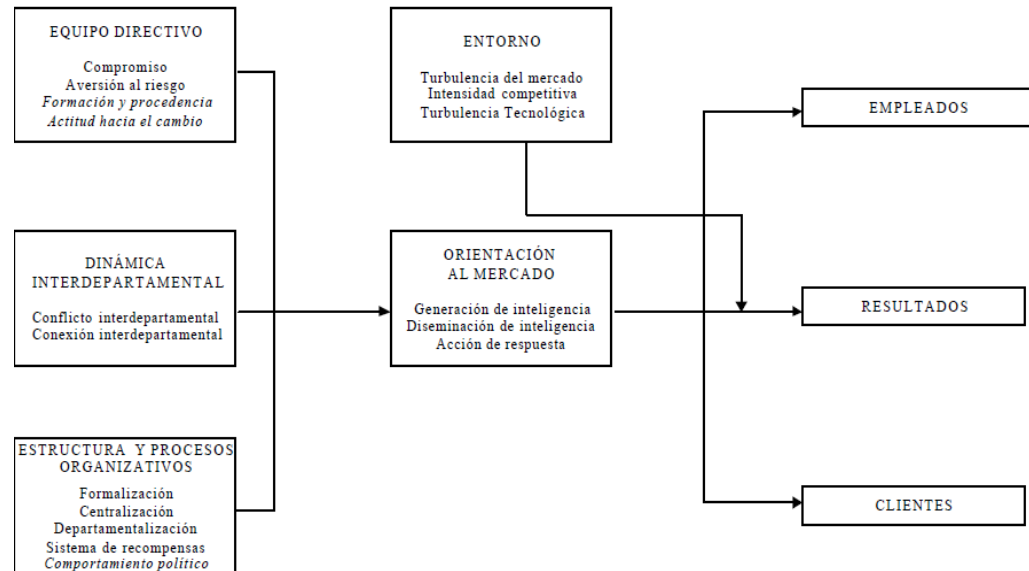 EQUIPO DIRECTIVO
Compromiso
Aversión al riesgo
Formación y procedencia
Actitud hacia el cambio
ENTORNO
Turbulencia del mercado
Intensidad competitiva
Turbulencia Tecnológica
EMPLEADOS
DINÁMICA
INTERDEPARTAMENTAL
Conflicto interdepartamental
Conexión interdepartamental
ORIENTACIÓN
AL MERCADO
Generación de inteligencia
Diseminación de inteligencia
Acción de respuesta
RESULTADOS
ESTRUCTURA Y PROCESOS
ORGANIZATIVOS
Formalización
Centralización
Departamentalización
Sistema de recompensas
Comportamiento político
CLIENTES